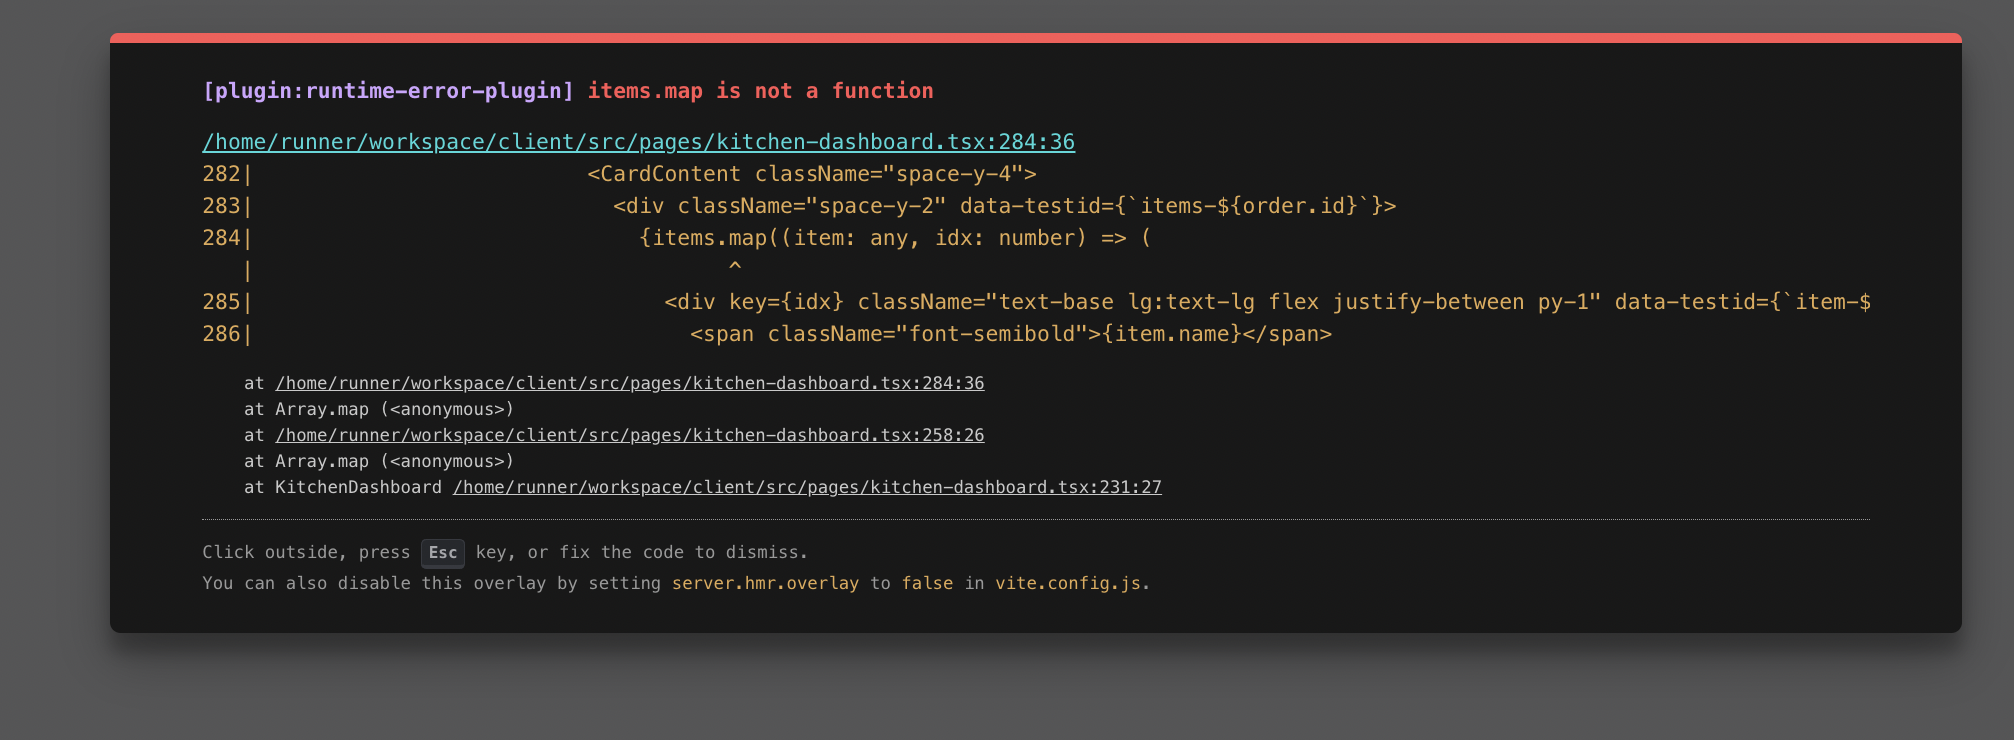 [plugin:runtime-error-plugin] items.map is not a function
/home/runner/workspace/client/src/pages/kitchen-dashboard.tsx:284:36
282|                          <CardContent className="space-y-4">
283|                            <div className="space-y-2" data-testid={`items-${order.id}`}>
284|                              {items.map((item: any, idx: number) => (
   |                                     ^
285|                                <div key={idx} className="text-base lg:text-lg flex justify-between py-1" data-testid={`item-$
286|                                  <span className="font-semibold">{item.name}</span>
    at /home/runner/workspace/client/src/pages/kitchen-dashboard.tsx:284:36
    at Array.map (<anonymous>)
    at /home/runner/workspace/client/src/pages/kitchen-dashboard.tsx:258:26
    at Array.map (<anonymous>)
    at KitchenDashboard /home/runner/workspace/client/src/pages/kitchen-dashboard.tsx:231:27
Click outside, press Esc key, or fix the code to dismiss.
You can also disable this overlay by setting server.hmr.overlay to false in vite.config.js.